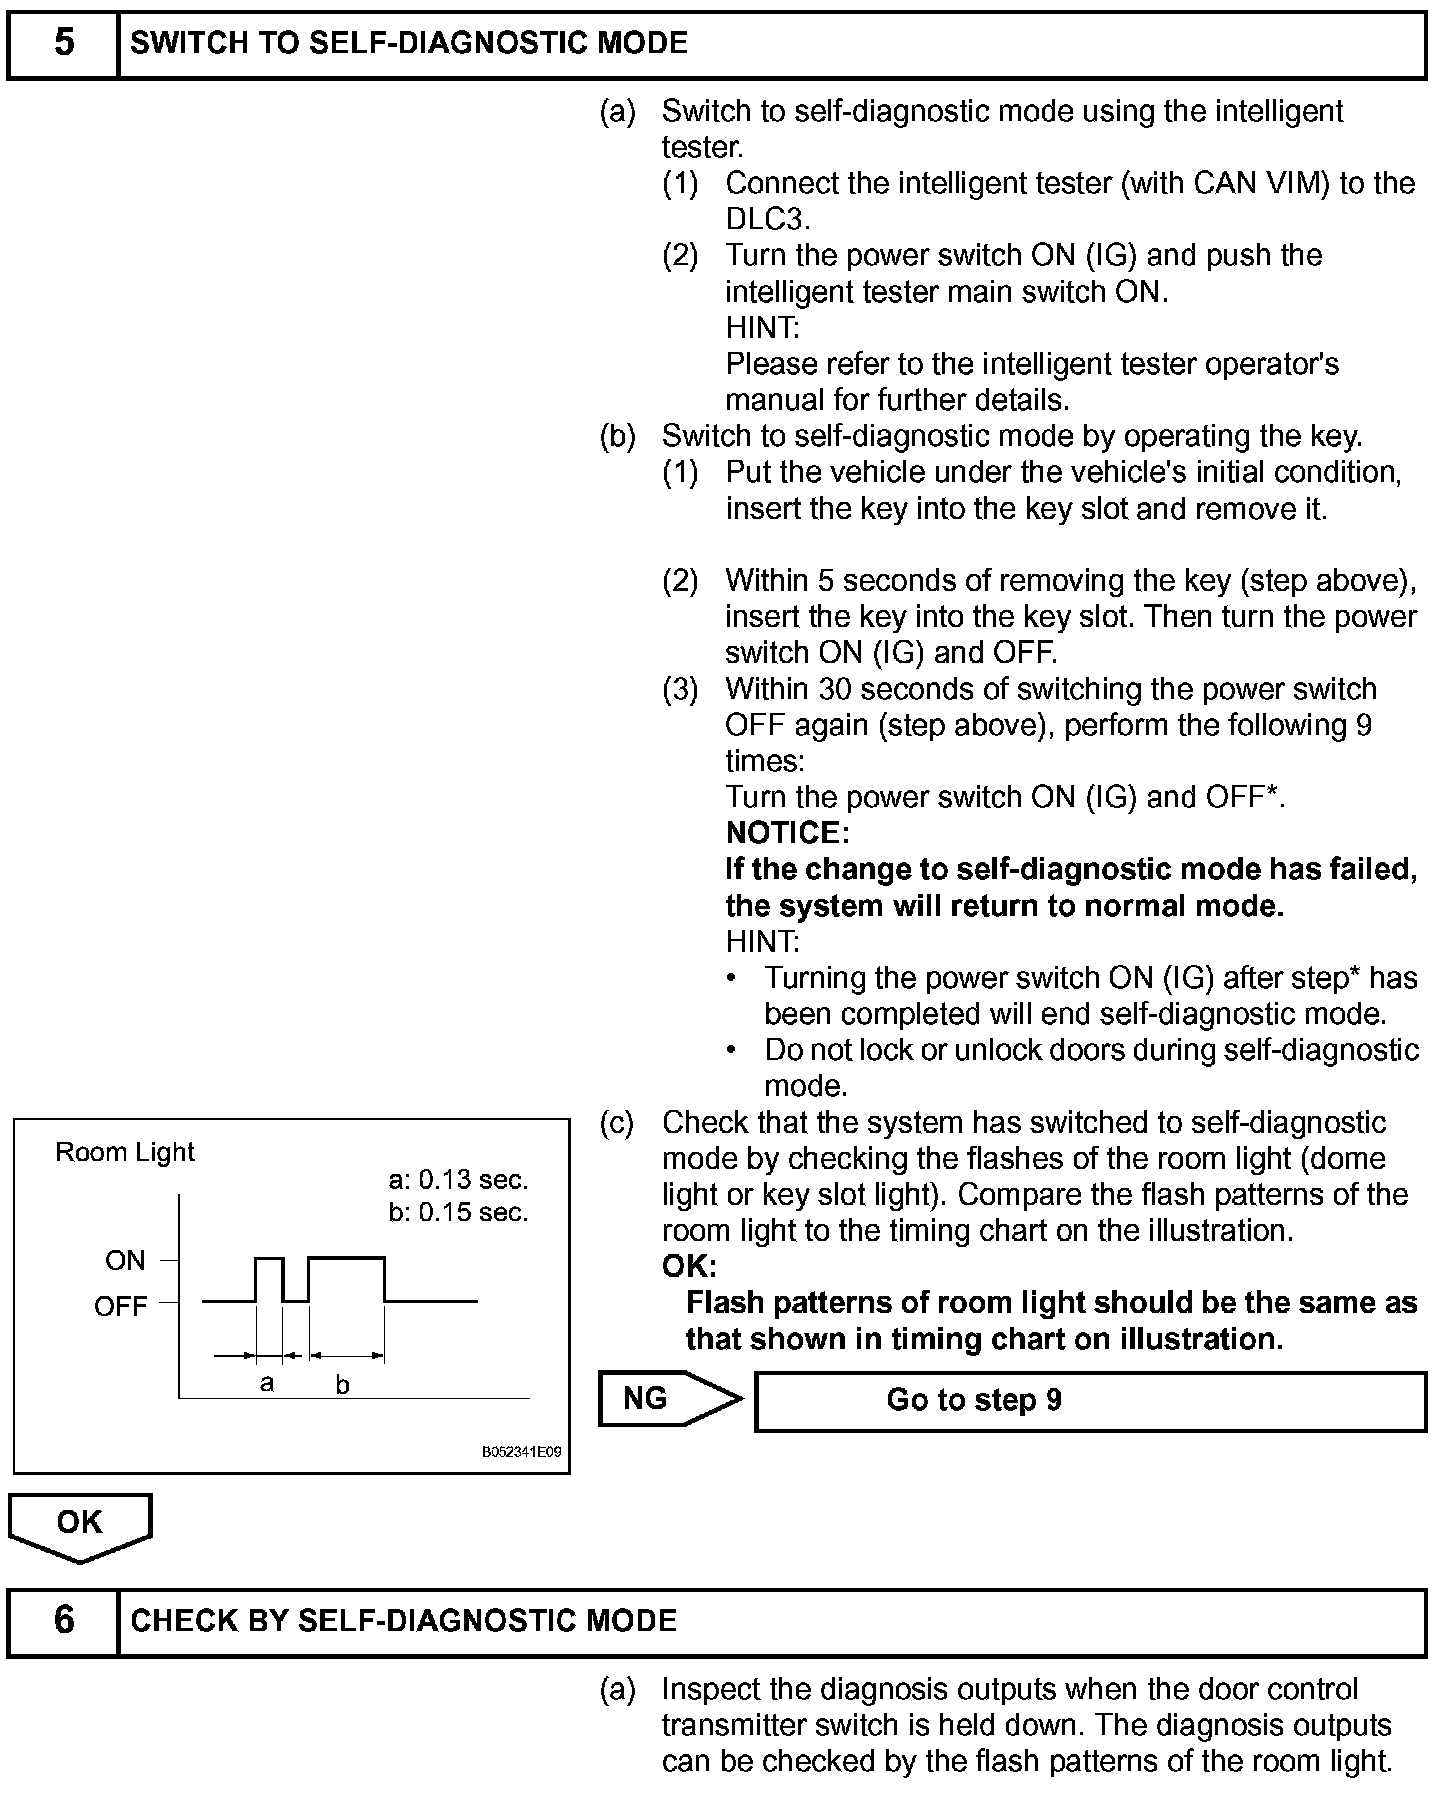 5 SWITCH TO SELF-DIAGNOSTIC MODE
(a) Switch to self-diagnostic mode using the intelligent
tester.
(1) Connect the intelligent tester (with CAN VIM) to the
DLC3.
(2) Turn the power switch ON (IG) and push the
intelligent tester main switch ON.
HINT:
Please refer to the intelligent tester operator's
manual for further details.
(b) Switch to self-diagnostic mode by operating the key.
(1) Put the vehicle under the vehicle's initial condition,
insert the key into the key slot and remove it.
(2) Within 5 seconds of removing the key (step above),
insert the key into the key slot. Then turn the power
switch ON (IG) and OFF.
(3) Within 30 seconds of switching the power switch
OFF again (step above), perform the following 9
times:
Turn the power switch ON (IG) and OFF*.
NOTICE:
If the change to self-diagnostic mode has failed,
the system will return to normal mode.
HINT:
• Turning the power switch ON (IG) after step* has
been completed will end self-diagnostic mode.
• Do not lock or unlock doors during self-diagnostic
mode.
Room Light
a: 0.13 sec.
b: 0.15 sec.
ON
OFF
a b
B052341E09
(c) Check that the system has switched to self-diagnostic
mode by checking the flashes of the room light (dome
light or key slot light). Compare the flash patterns of the
room light to the timing chart on the illustration.
OK:
Flash patterns of room light should be the same as
that shown in timing chart on illustration.
NG Go to step 9
OK
6 CHECK BY SELF-DIAGNOSTIC MODE
(a) Inspect the diagnosis outputs when the door control
transmitter switch is held down. The diagnosis outputs
can be checked by the flash patterns of the room light.